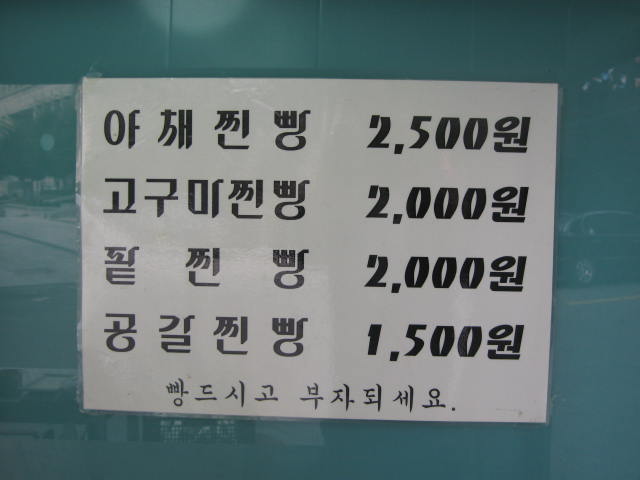 야채찐빵 2,500원
고구마찐빵 2,000원
팥찐빵 2,000원
공갈찐빵 1,500원
빵드시고 부자되세요.